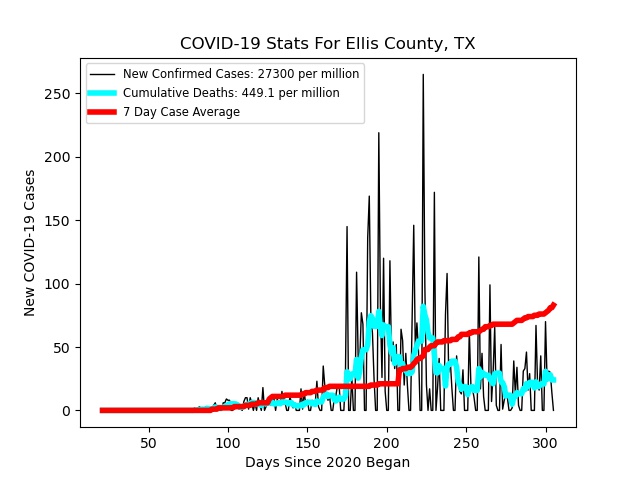 COVID-19 Stats For Ellis County, TX
New Confirmed Cases: 27300 per million
Cumulative Deaths: 449.1 per million
7 Day Case Average
New COVID-19 Cases
250
200
150
100
50
0
50 100 150 200 250 300
Days Since 2020 Began